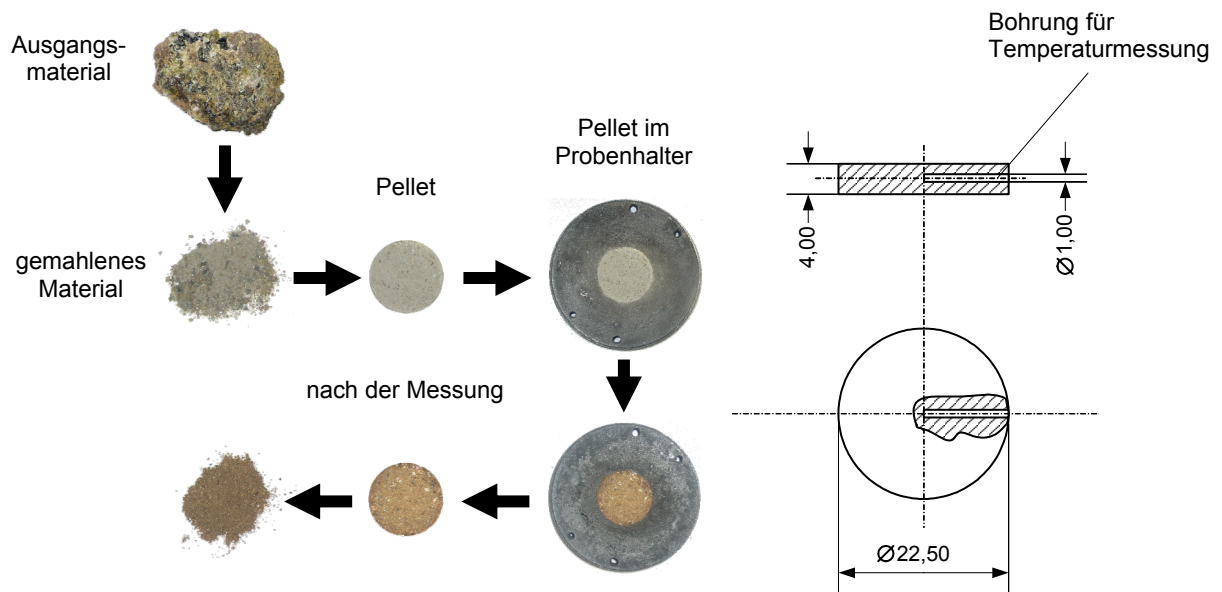 Ausgangs-
material
gemahlenes
Material
Pellet
Pellet im
Probenhalter
nach der Messung
Bohrung für
Temperaturmessung
4,00
Ø1,00
Ø22,50